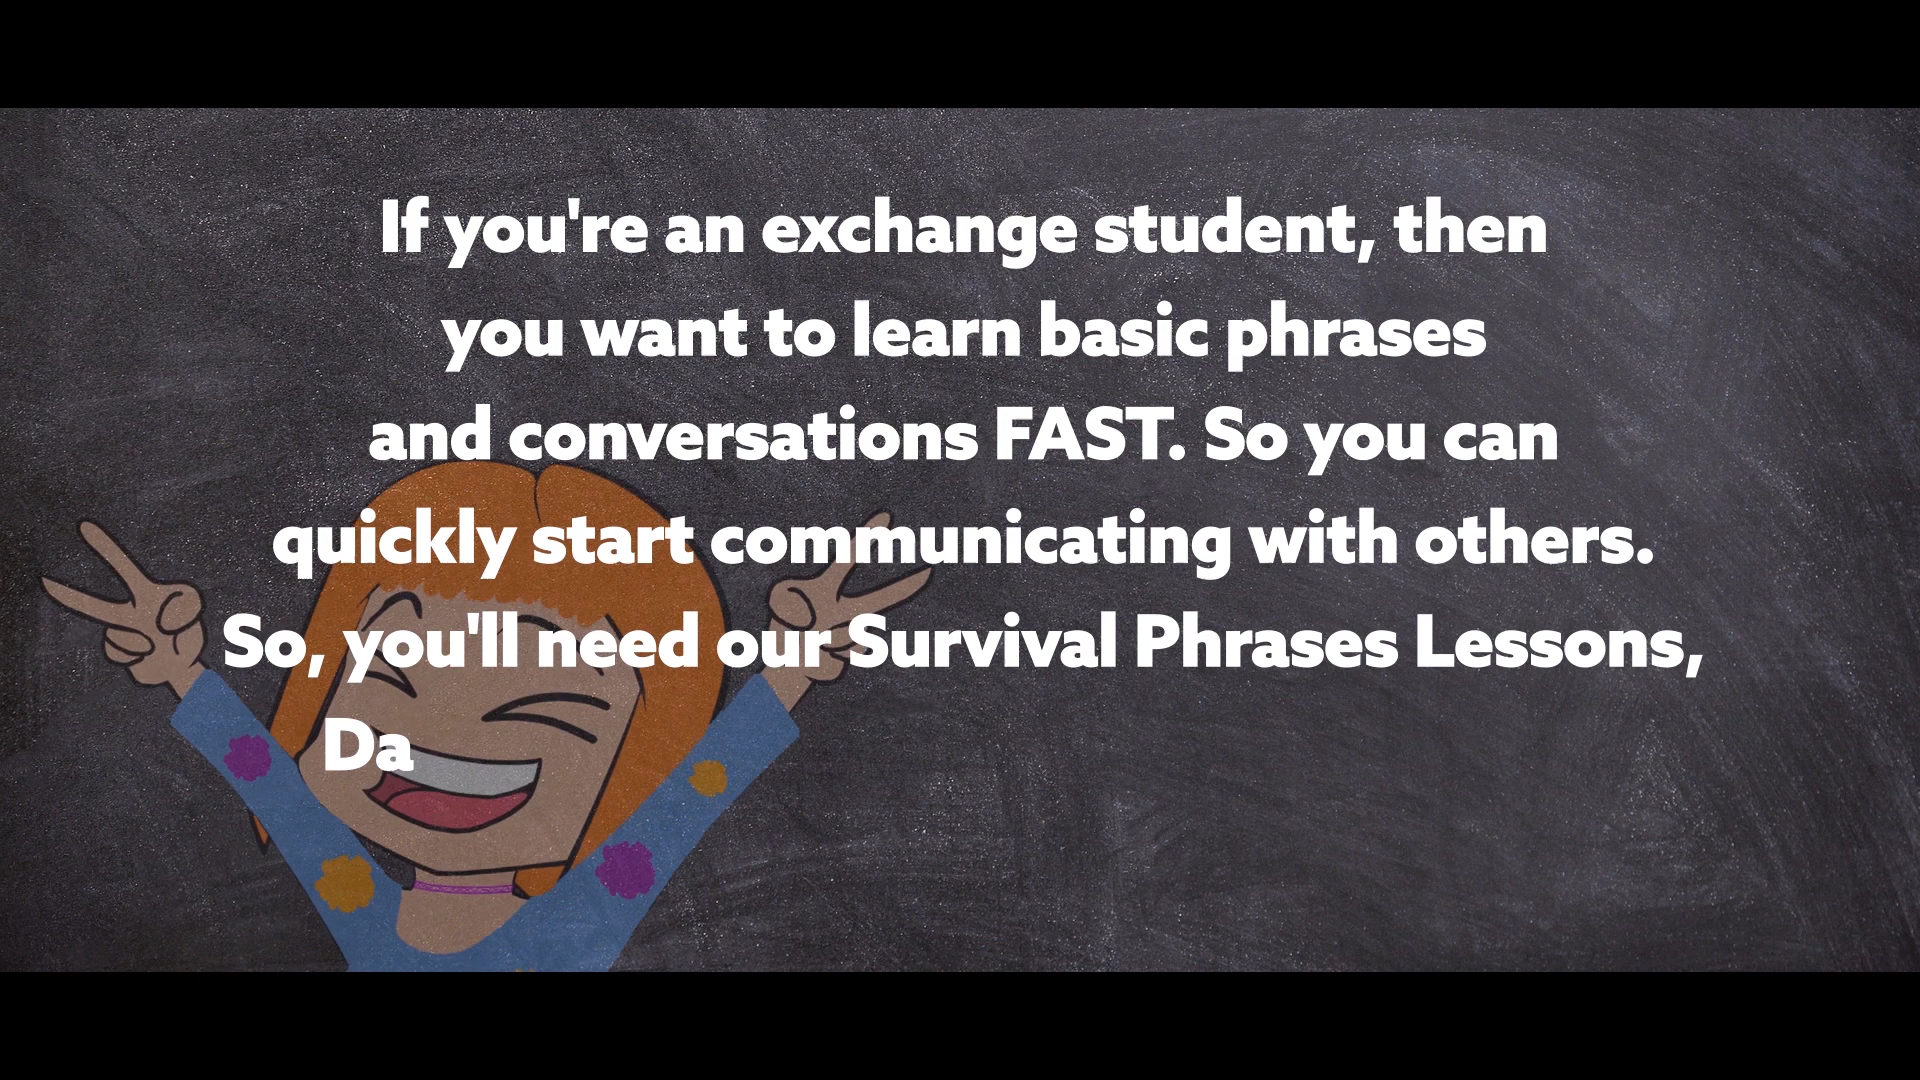 If you're an exchange student, then
you want to learn basic phrases
and conversations FAST. So you can
quickly start communicating with others.
So, you'll need our Survival Phrases Lessons,
Da